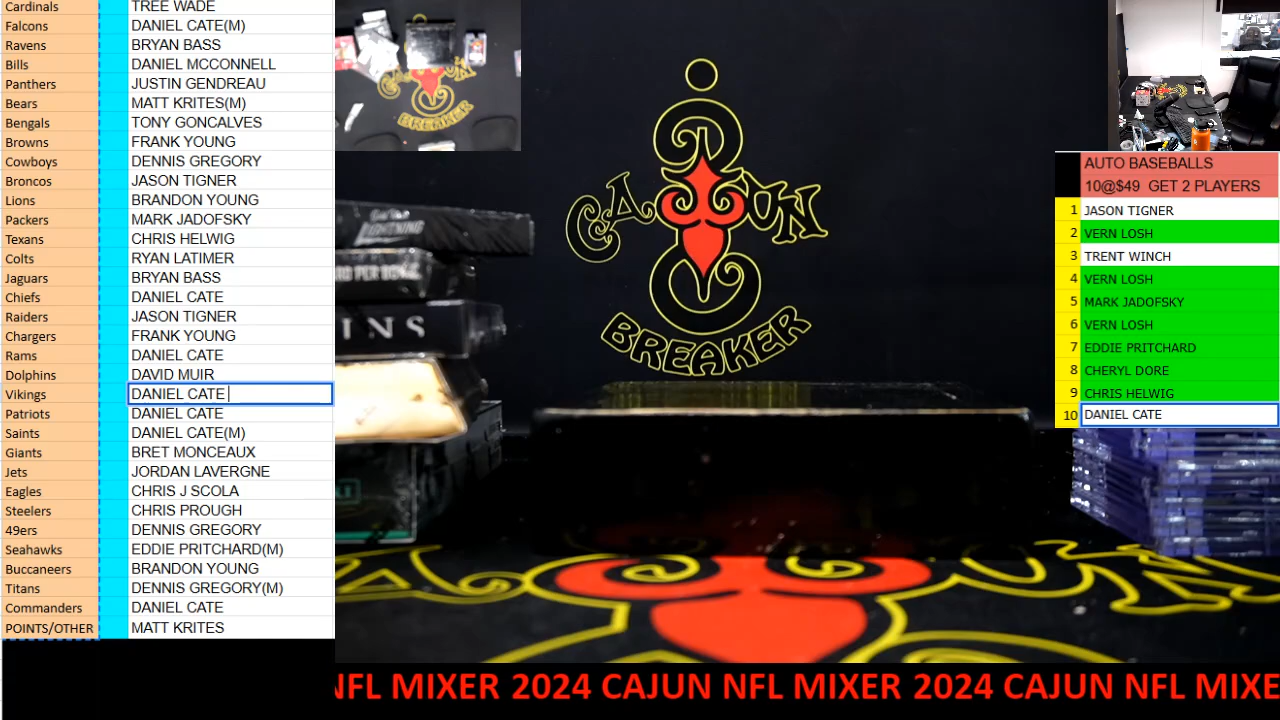 Cardinals TREE WADE
Falcons DANIEL CATE(M)
Ravens BRYAN BASS
Bills DANIEL MCCONNELL
Panthers JUSTIN GENDREAU
Bears MATT KRITES(M)
Bengals TONY GONCALVES
Browns FRANK YOUNG
Cowboys DENNIS GREGORY
Broncos JASON TIGNER
Lions BRANDON YOUNG
Packers MARK JADOFSKY
Texans CHRIS HELWIG
Colts RYAN LATIMER
Jaguars BRYAN BASS
Chiefs DANIEL CATE
Raiders JASON TIGNER
Chargers FRANK YOUNG
Rams DANIEL CATE
Dolphins DAVID MUIR
Vikings DANIEL CATE
Patriots DANIEL CATE
Saints DANIEL CATE(M)
Giants BRET MONCEAUX
Jets JORDAN LAVERGNE
Eagles CHRIS J SCOLA
Steelers CHRIS PROUGH
49ers DENNIS GREGORY
Seahawks EDDIE PRITCHARD(M)
Buccaneers BRANDON YOUNG
Titans DENNIS GREGORY(M)
Commanders DANIEL CATE
POINTS/OTHER MATT KRITES
BREAKER
CAJUN
BREAKER
LIGHTNING
AUTO BASEBALLS
10@$49 GET 2 PLAYERS
1 JASON TIGNER
2 VERN LOSH
3 TRENT WINCH
4 VERN LOSH
5 MARK JADOFSKY
6 VERN LOSH
7 EDDIE PRITCHARD
8 CHERYL DORE
9 CHRIS HELWIG
10 DANIEL CATE
NFL MIXER 2024 CAJUN NFL MIXER 2024 CAJUN NFL MIXE